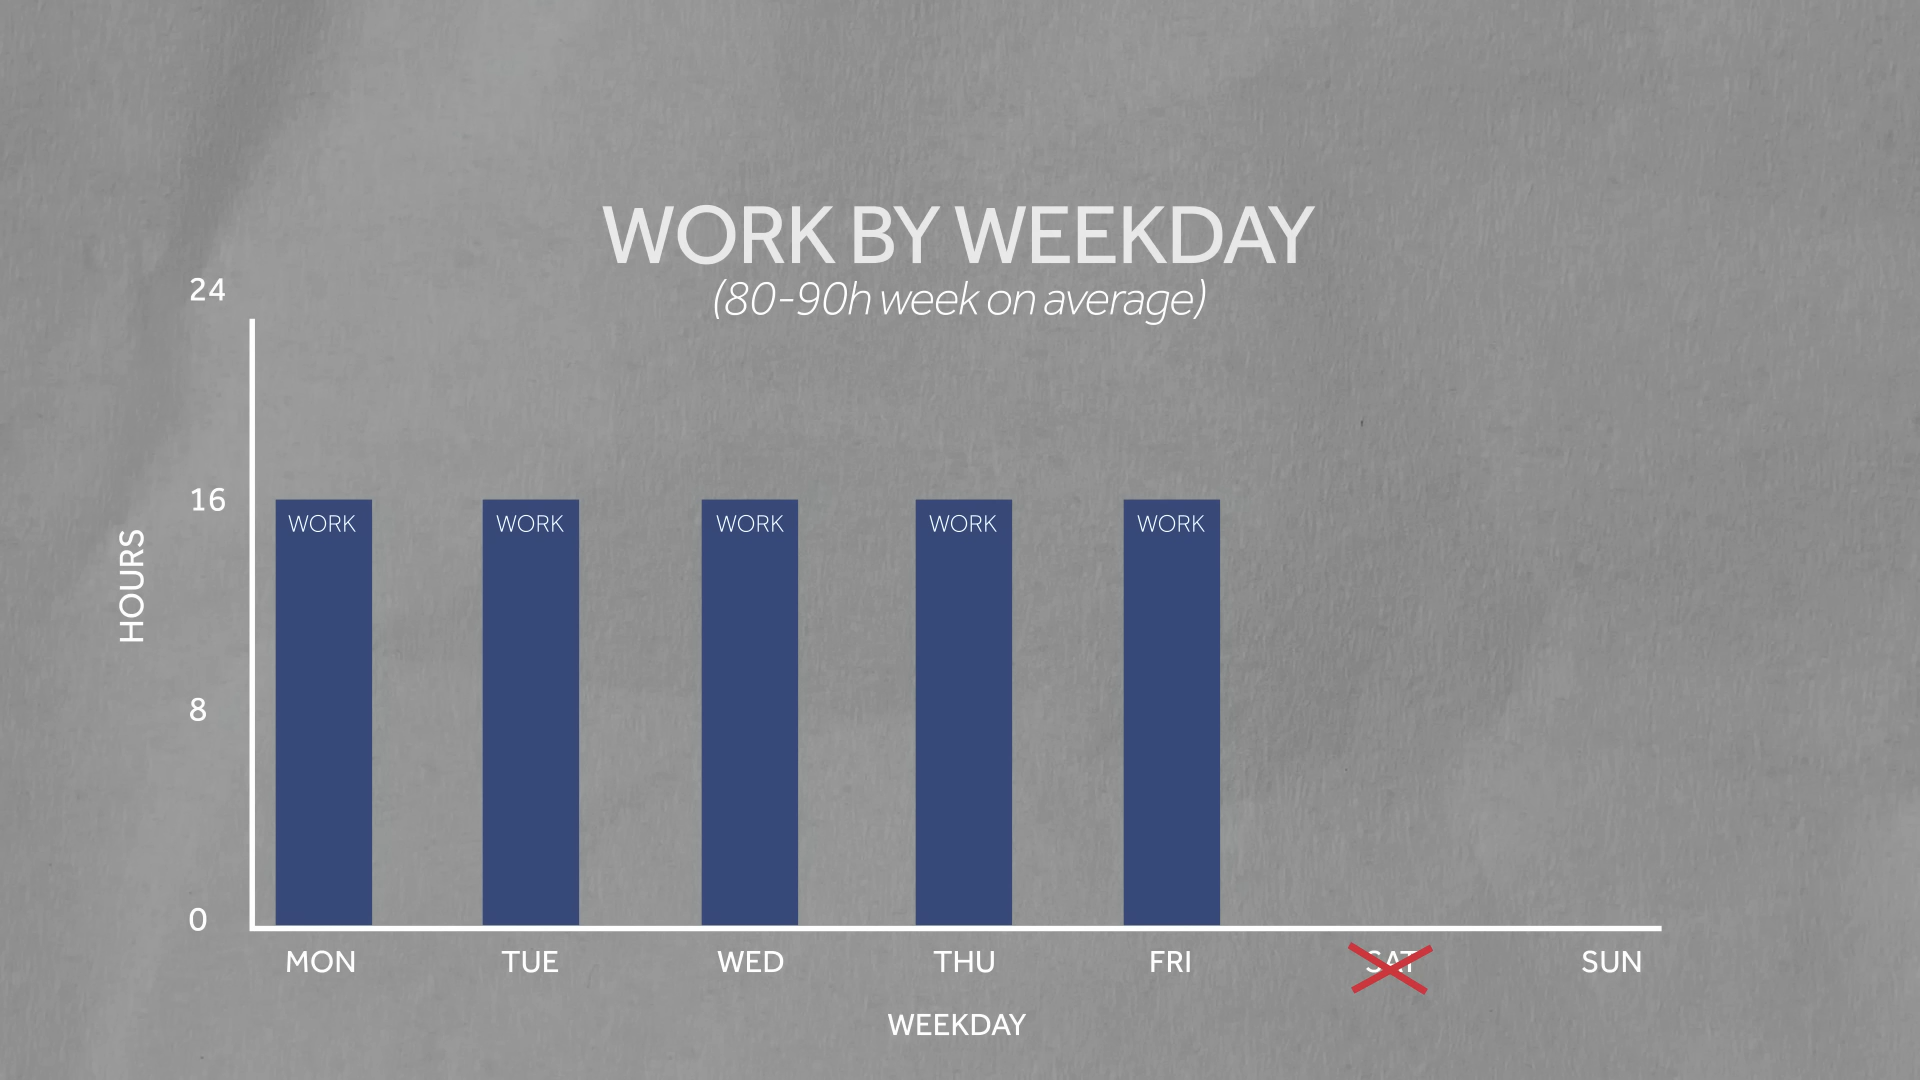 WORK BY WEEKDAY
(80-90h week on average)
24
16
8
0
HOURS
WORK WORK WORK WORK WORK
MON TUE WED THU FRI SAT SUN
WEEKDAY